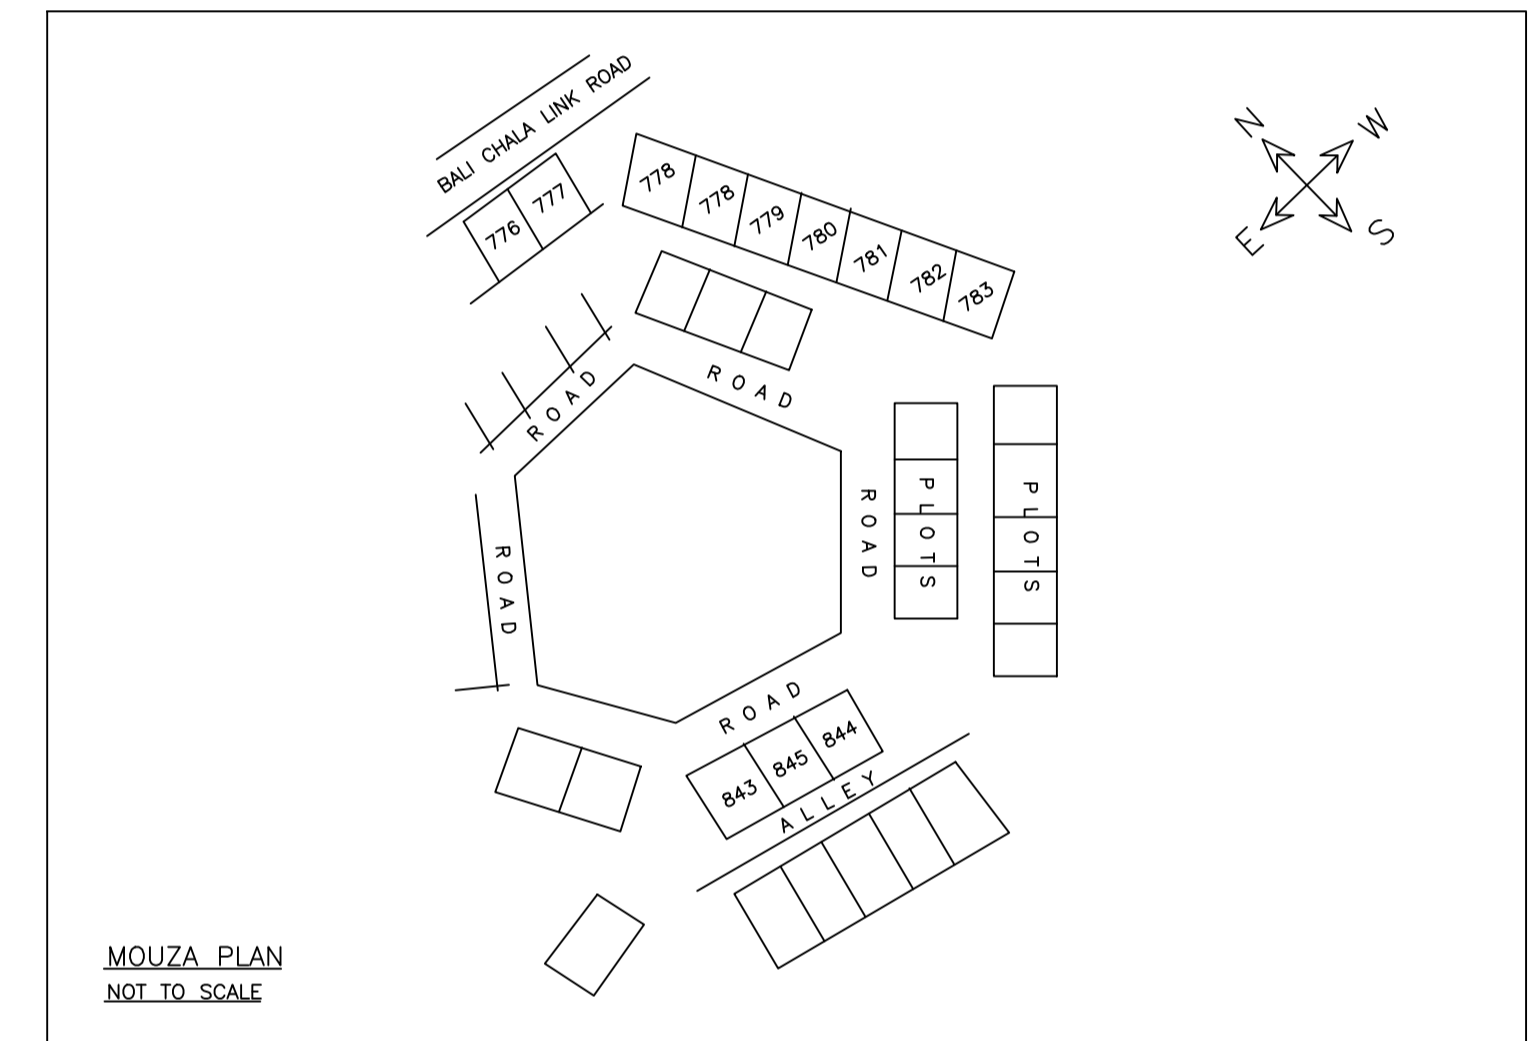 BALI CHALA LINK ROAD
N
W
E
S
776
777
778
778
779
780
781
782
783
ROAD
ROAD
ROAD
PLOTS
PLOTS
ROAD
ROAD
843
845
844
ALLEY
MOUZA PLAN
NOT TO SCALE